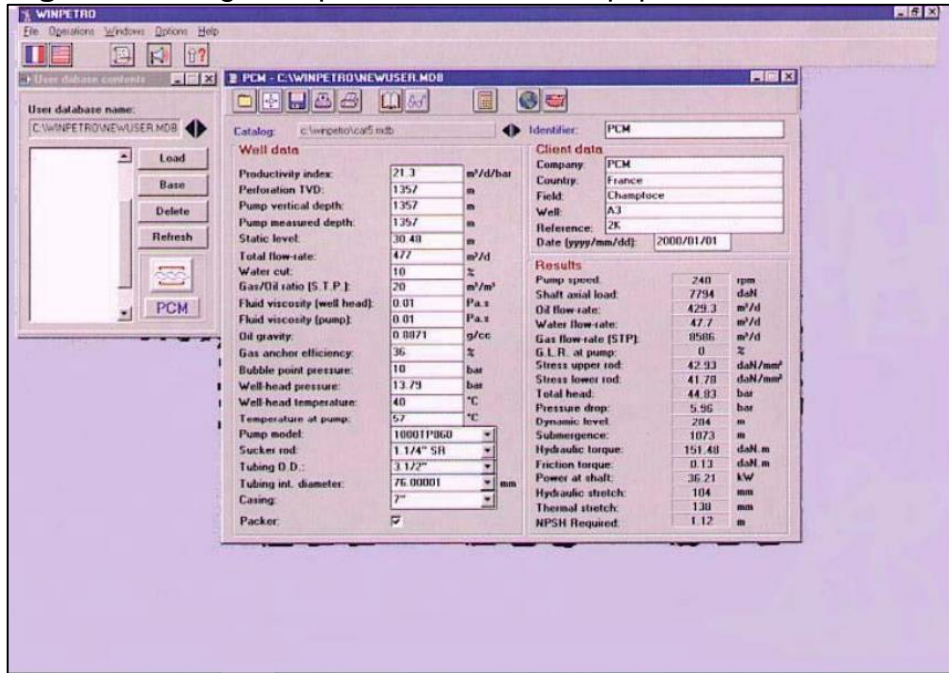 WINPETRO
File Operations Windows Options Help
User dabase contents
User database name:
C:\WINPETRO\NEWUSER.MDB
Load
Base
Delete
Refresh
PCM
PCM - C:\WINPETRO\NEWUSER.MDB
Catalog: c:\winpetro\cat5.mdb Identifier: PCM
Well data
Productivity index: 21.3 m³/d/bar
Perforation TVD: 1357 m
Pump vertical depth: 1357 m
Pump measured depth: 1357 m
Static level: 30.48 m
Total flow-rate: 477 m³/d
Water cut: 10 %
Gas/Oil ratio (S.T.P.): 20 m³/m³
Fluid viscosity (well head): 0.01 Pa.s
Fluid viscosity (pump): 0.01 Pa.s
Oil gravity: 0.8871 g/cc
Gas anchor efficiency: 36 %
Bubble point pressure: 10 bar
Well-head pressure: 13.79 bar
Well-head temperature: 40 °C
Temperature at pump: 57 °C
Pump model: 1000TP860
Sucker rod: 1.1/4" SR
Tubing O.D.: 3.1/2"
Tubing int. diameter: 76.00001 mm
Casing: 7"
Packer:
Client data
Company: PCM
Country: France
Field: Champtoce
Well: A3
Reference: 2K
Date (yyyy/mm/dd): 2000/01/01
Results
Pump speed: 240 rpm
Shaft axial load: 7794 daN
Oil flow-rate: 429.3 m³/d
Water flow-rate: 47.7 m³/d
Gas flow-rate (STP): 8586 m³/d
G.L.R. at pump: 0 %
Stress upper rod: 42.93 daN/mm²
Stress lower rod: 41.78 daN/mm²
Total head: 44.83 bar
Pressure drop: 5.96 bar
Dynamic level: 284 m
Submergence: 1073 m
Hydraulic torque: 151.48 daN.m
Friction torque: 0.13 daN.m
Power at shaft: 36.21 kW
Hydraulic stretch: 104 mm
Thermal stretch: 138 mm
NPSH Required: 1.12 m